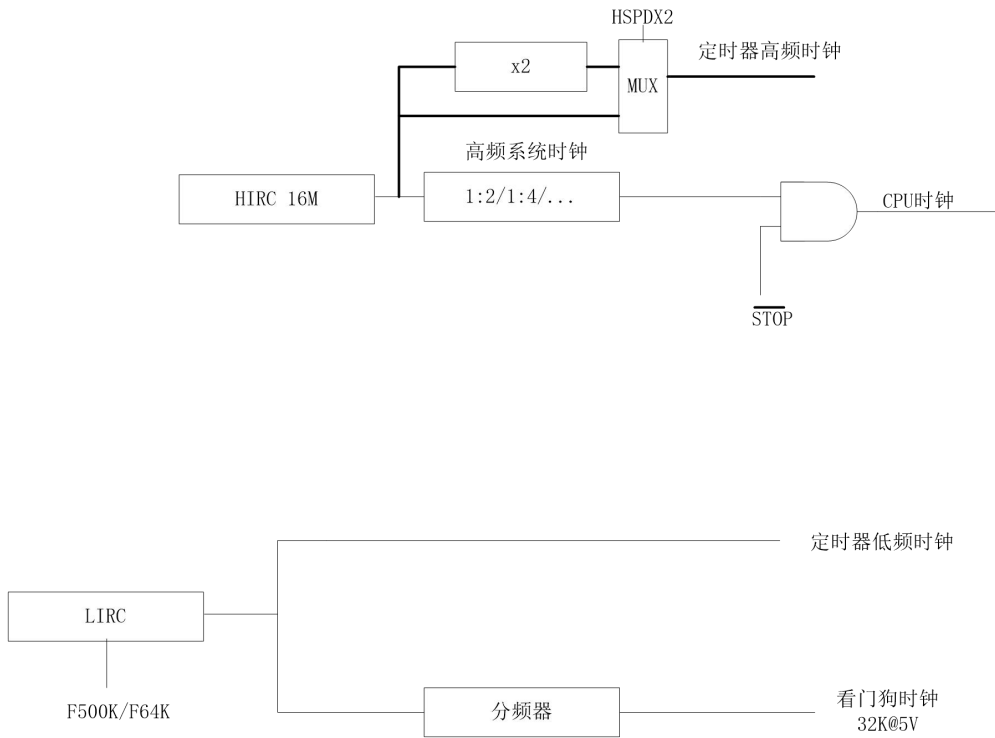 HSPDX2
定时器高频时钟
x2
MUX
高频系统时钟
HIRC 16M
1:2/1:4/...
CPU时钟
STOP
定时器低频时钟
LIRC
F500K/F64K
分频器
看门狗时钟
32K@5V